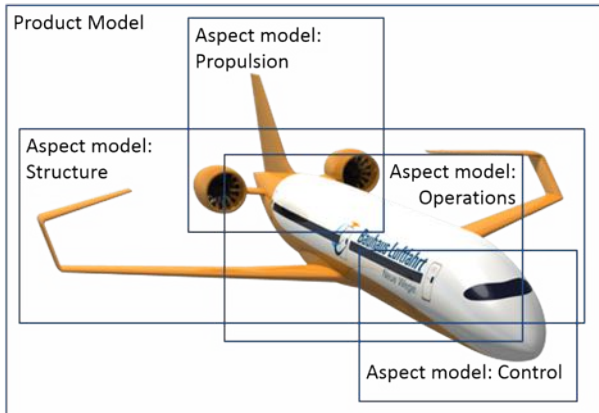 Product Model
Aspect model:
Propulsion
Aspect model:
Structure
Aspect model:
Operations
Bauhaus Luftfahrt
Neue Wege.
Aspect model: Control